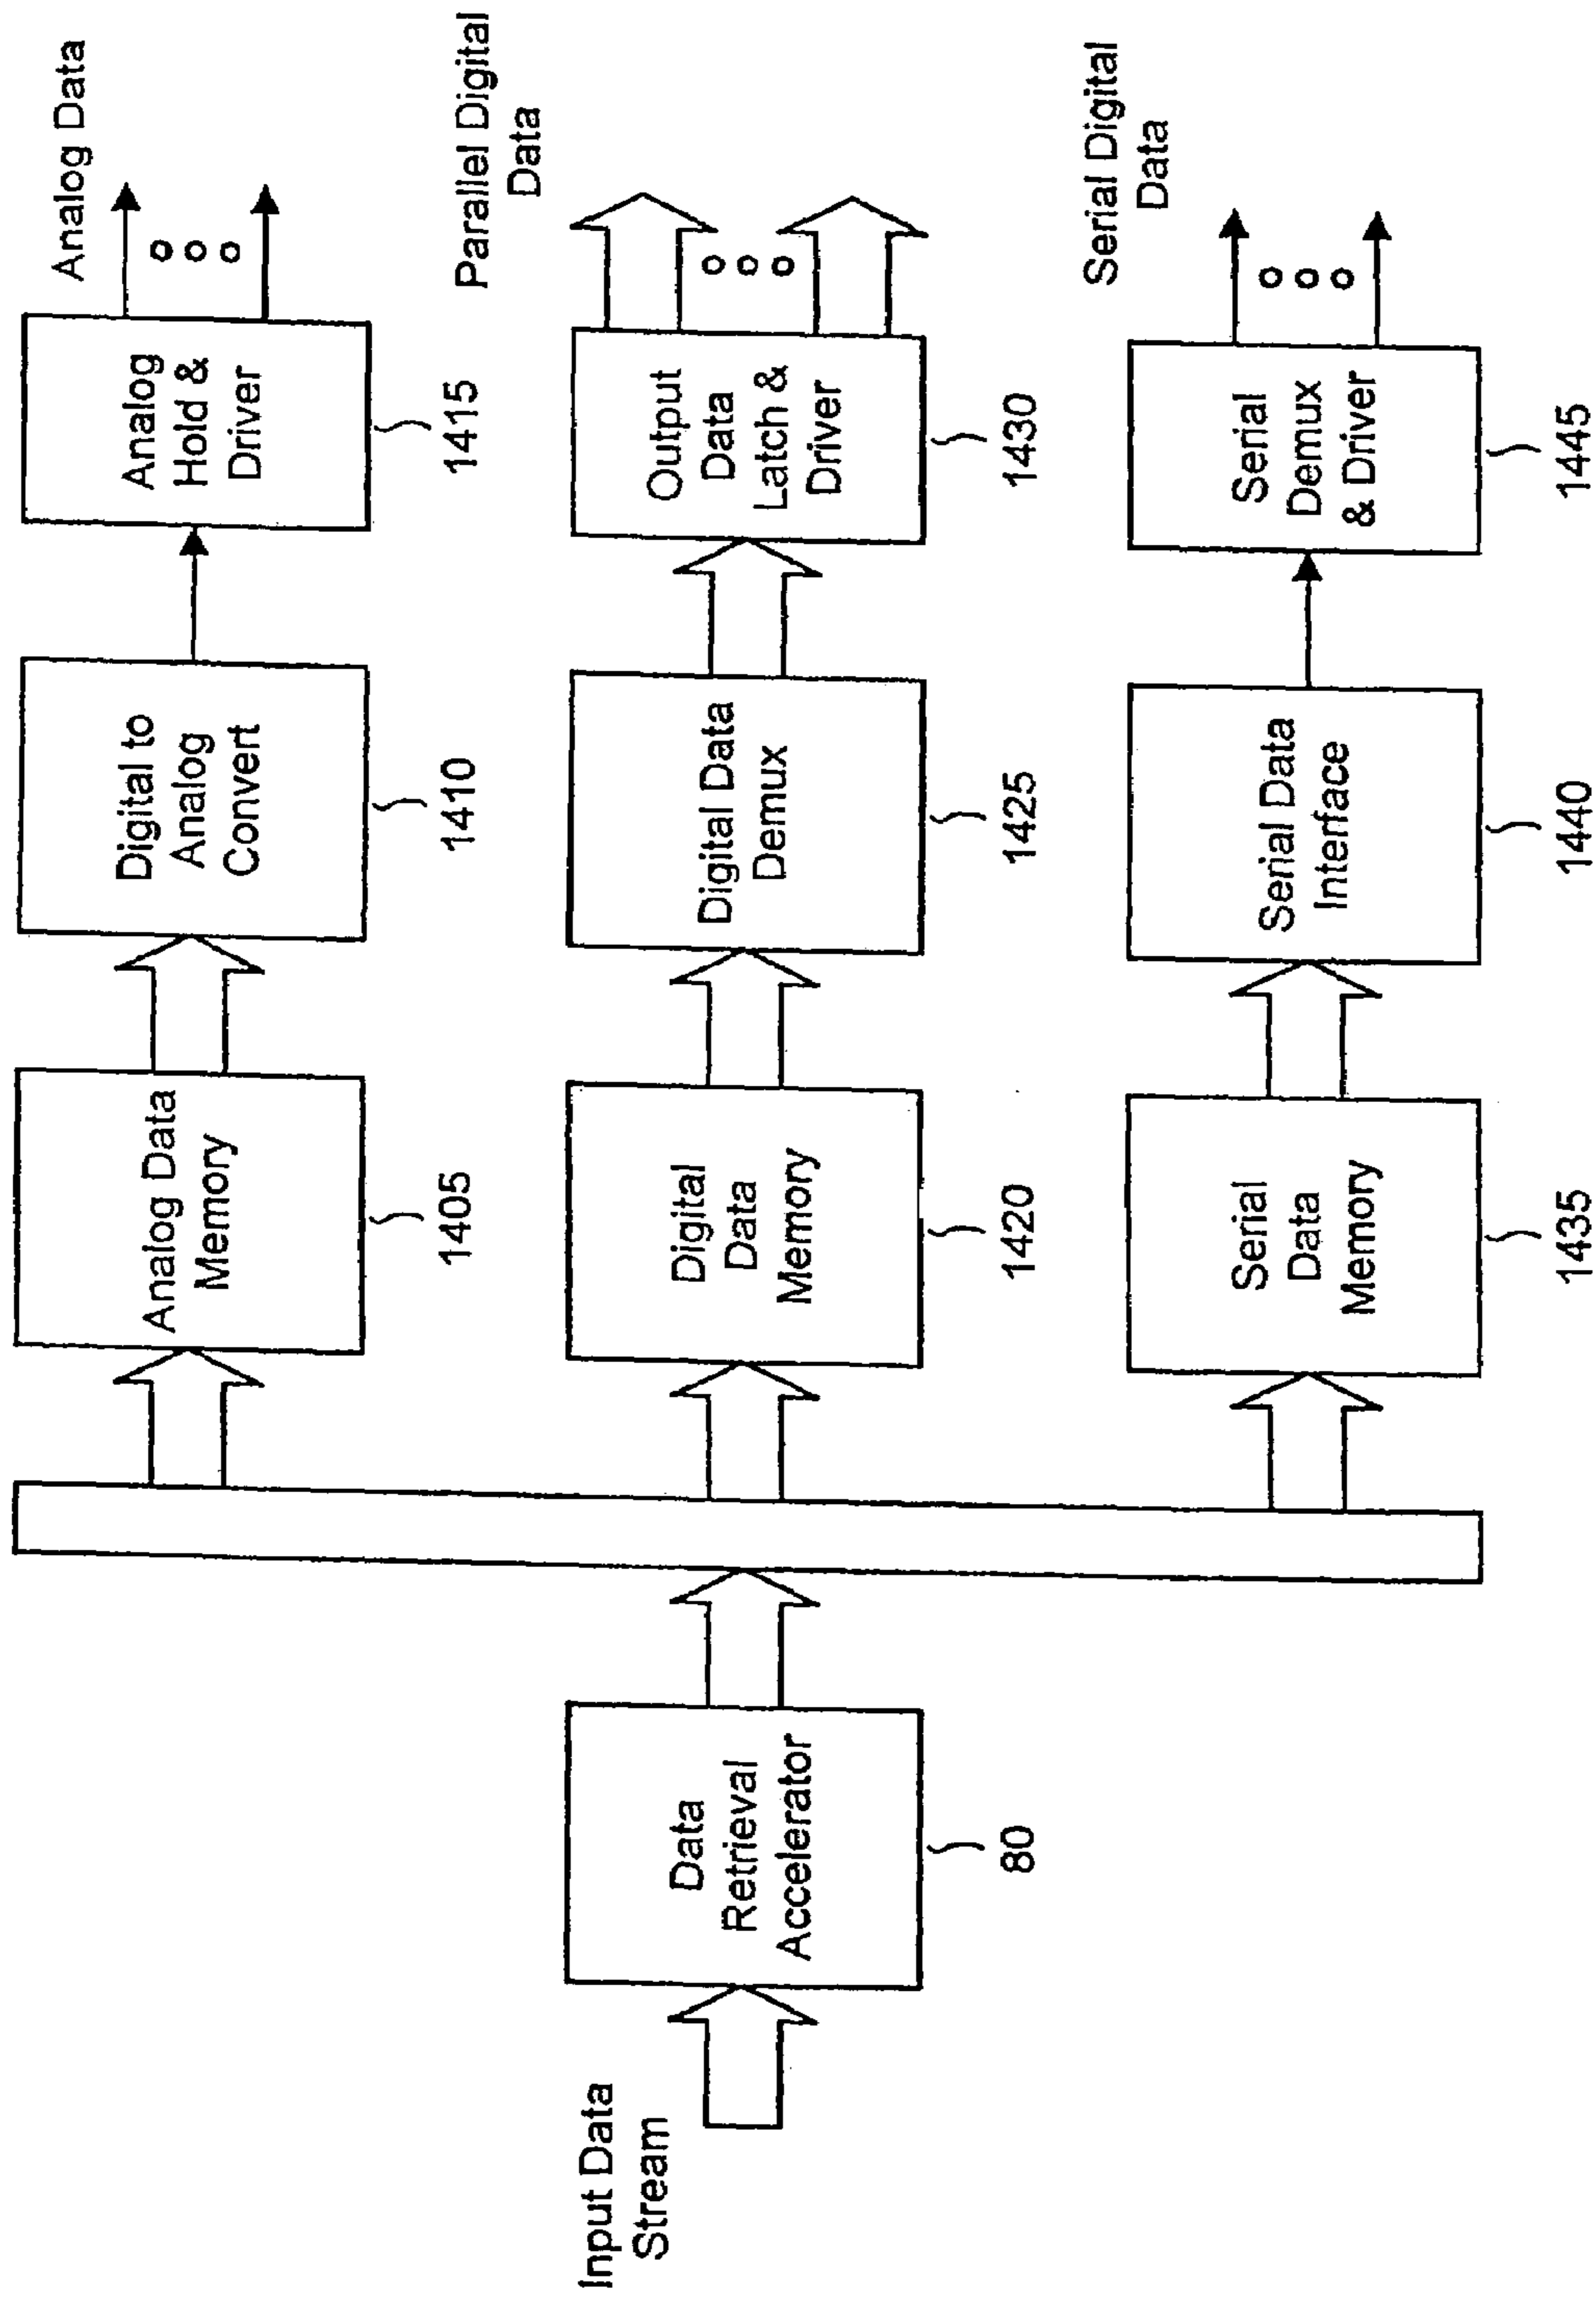 Input Data
Stream
Data
Retrieval
Accelerator
80
Analog Data
Memory
1405
Digital to
Analog
Convert
1410
Analog
Hold &
Driver
1415
Analog Data
Digital
Data
Memory
1420
Digital Data
Demux
1425
Output
Data
Latch &
Driver
1430
Parallel Digital
Data
Serial
Data
Memory
1435
Serial Data
Interface
1440
Serial
Demux
& Driver
1445
Serial Digital
Data